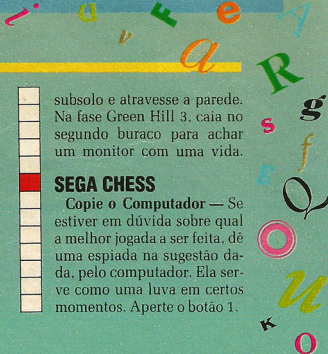 subsolo e atravesse a parede.
Na fase Green Hill 3, caia no
segundo buraco para achar
um monitor com uma vida.
SEGA CHESS
Copie o Computador — Se
estiver em dúvida sobre qual
a melhor jogada a ser feita, dê
uma espiada na sugestão da-
da, pelo computador. Ela ser-
ve como uma luva em certos
momentos. Aperte o botão 1.